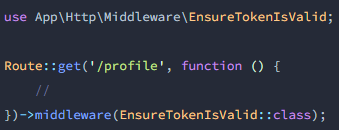 use App\Http\Middleware\EnsureTokenIsValid;
Route::get('/profile', function () {
//
})->middleware(EnsureTokenIsValid::class);